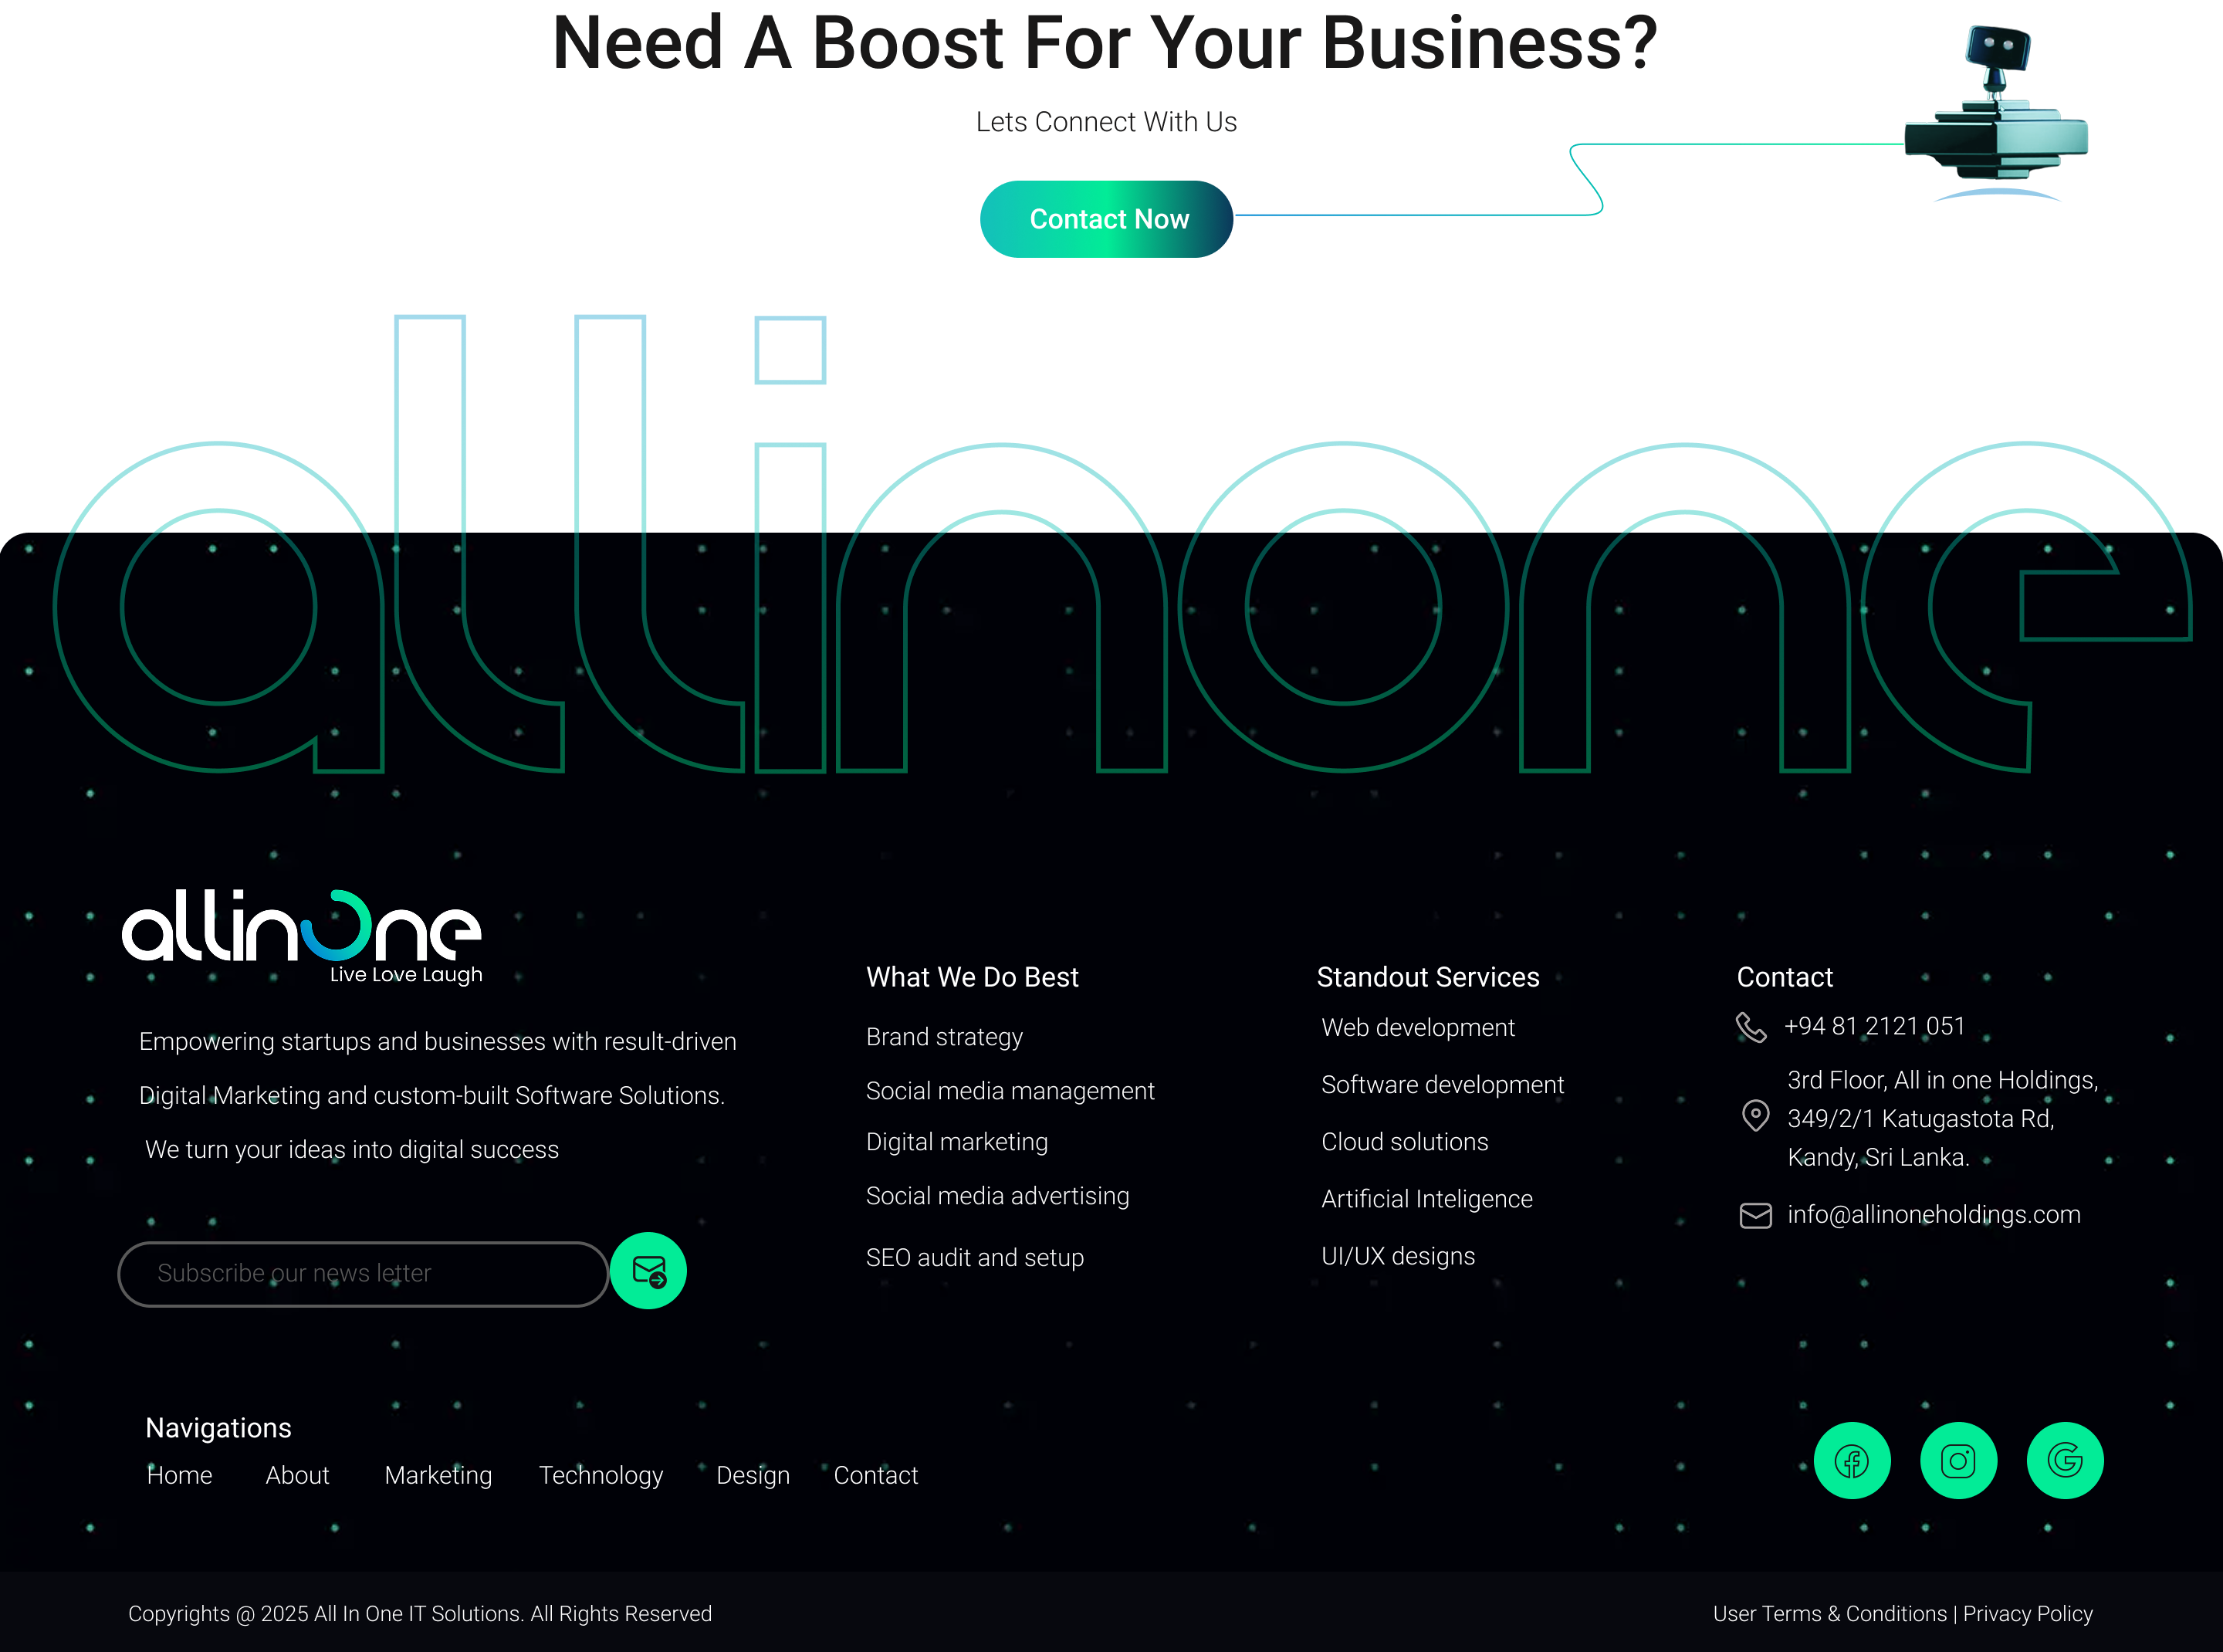 Need A Boost For Your Business?
Lets Connect With Us
Contact Now
allinone
allinone
Live Love Laugh
Empowering startups and businesses with result-driven
Digital Marketing and custom-built Software Solutions.
We turn your ideas into digital success
Subscribe our news letter
What We Do Best
Brand strategy
Social media management
Digital marketing
Social media advertising
SEO audit and setup
Standout Services
Web development
Software development
Cloud solutions
Artificial Inteligence
UI/UX designs
Contact
+94 81 2121 051
3rd Floor, All in one Holdings,
349/2/1 Katugastota Rd,
Kandy, Sri Lanka.
info@allinoneholdings.com
Navigations
Home About Marketing Technology Design Contact
Copyrights @ 2025 All In One IT Solutions. All Rights Reserved
User Terms & Conditions | Privacy Policy